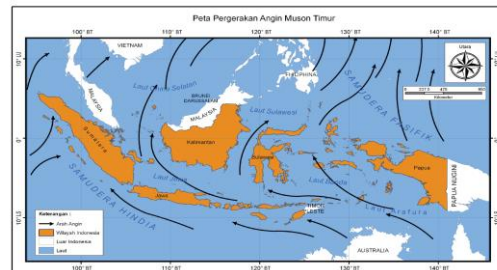 Peta Pergerakan Angin Muson Timur
100° BT
110° BT
120° BT
130° BT
140° BT
VIETNAM
Utara
FILIPINA
SAMUDERA PASIFIK
Laut China Selatan
BRUNEI
DARUSSALAM
MALAYSIA
MALAYSIA
Laut Sulawesi
Sumatera
Kalimantan
Sulawesi
Papua
PAPUA NUGINI
SAMUDERA HINDIA
Laut Jawa
Laut Banda
Jawa
TIMOR
LESTE
Laut Arafuru
AUSTRALIA
Keterangan :
Arah Angin
Wilayah Indonesia
Luar Indonesia
Laut
100° BT
110° BT
120° BT
130° BT
140° BT